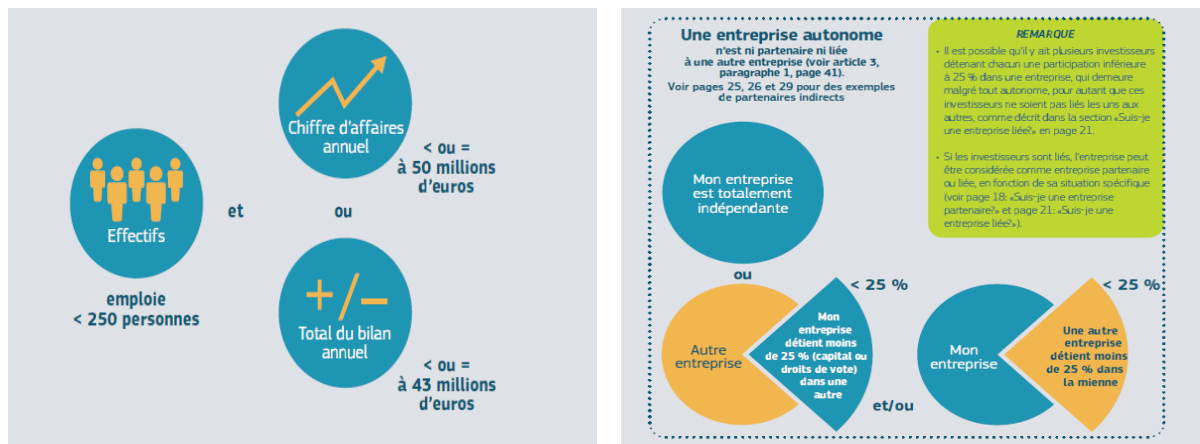 Effectifs
emploie
< 250 personnes
et
Chiffre d'affaires
annuel
< ou =
à 50 millions
d'euros
ou
+/–
Total du bilan
annuel
< ou =
à 43 millions
d'euros
Une entreprise autonome
n'est ni partenaire ni liée
à une autre entreprise (voir article 3,
paragraphe 1, page 41).
Voir pages 25, 26 et 29 pour des exemples
de partenaires indirects
REMARQUE
• Il est possible qu'il y ait plusieurs investisseurs
détenant chacun une participation inférieure
à 25 % dans une entreprise, qui demeure
malgré tout autonome, pour autant que ces
investisseurs ne soient pas liés les uns aux
autres, comme décrit dans la section «Suis-je
une entreprise liée?» en page 21.
• Si les investisseurs sont liés, l'entreprise peut
être considérée comme entreprise partenaire
ou liée, en fonction de sa situation spécifique
(voir page 18: «Suis-je une entreprise
partenaire?» et page 21: «Suis-je une
entreprise liée?»).
Mon entreprise
est totalement
indépendante
ou
Autre
entreprise
< 25 %
Mon
entreprise
détient moins
de 25 % (capital ou
droits de vote)
dans une
autre
et/ou
Mon
entreprise
< 25 %
Une autre
entreprise
détient moins
de 25 % dans
la mienne